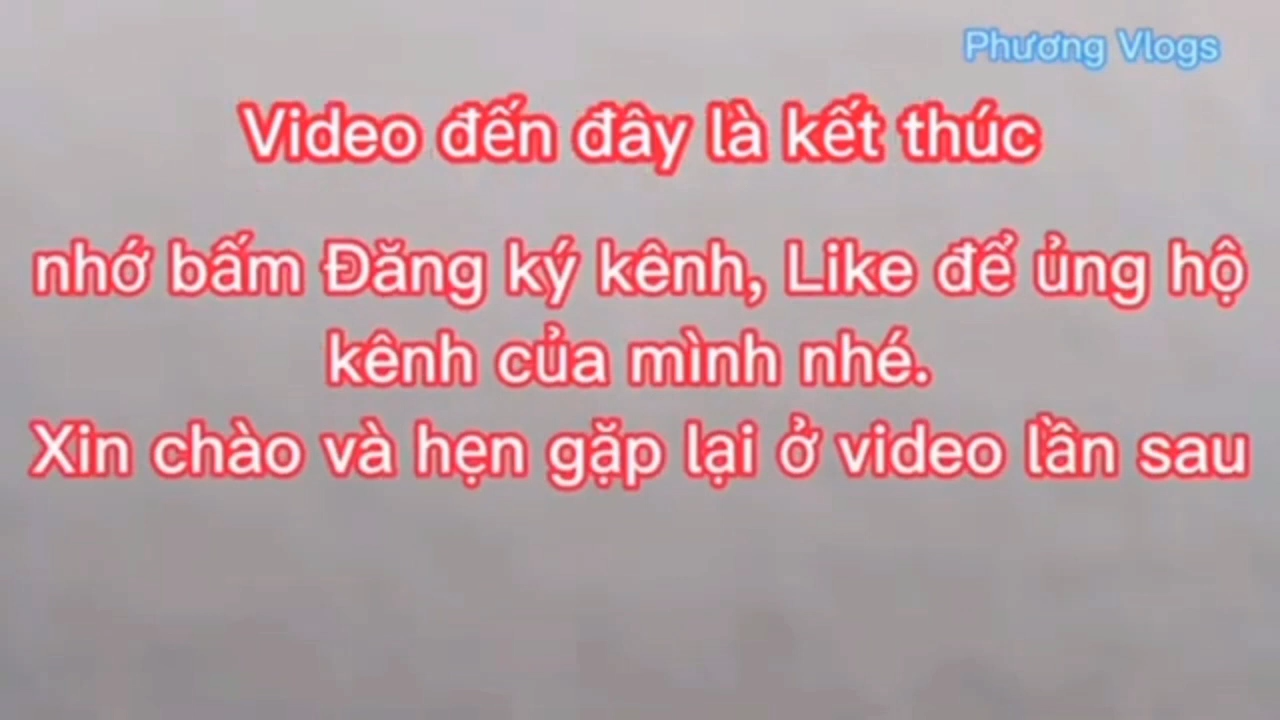 Phương Vlogs
Video đến đây là kết thúc
nhớ bấm Đăng ký kênh, Like để ủng hộ
kênh của mình nhé.
Xin chào và hẹn gặp lại ở video lần sau